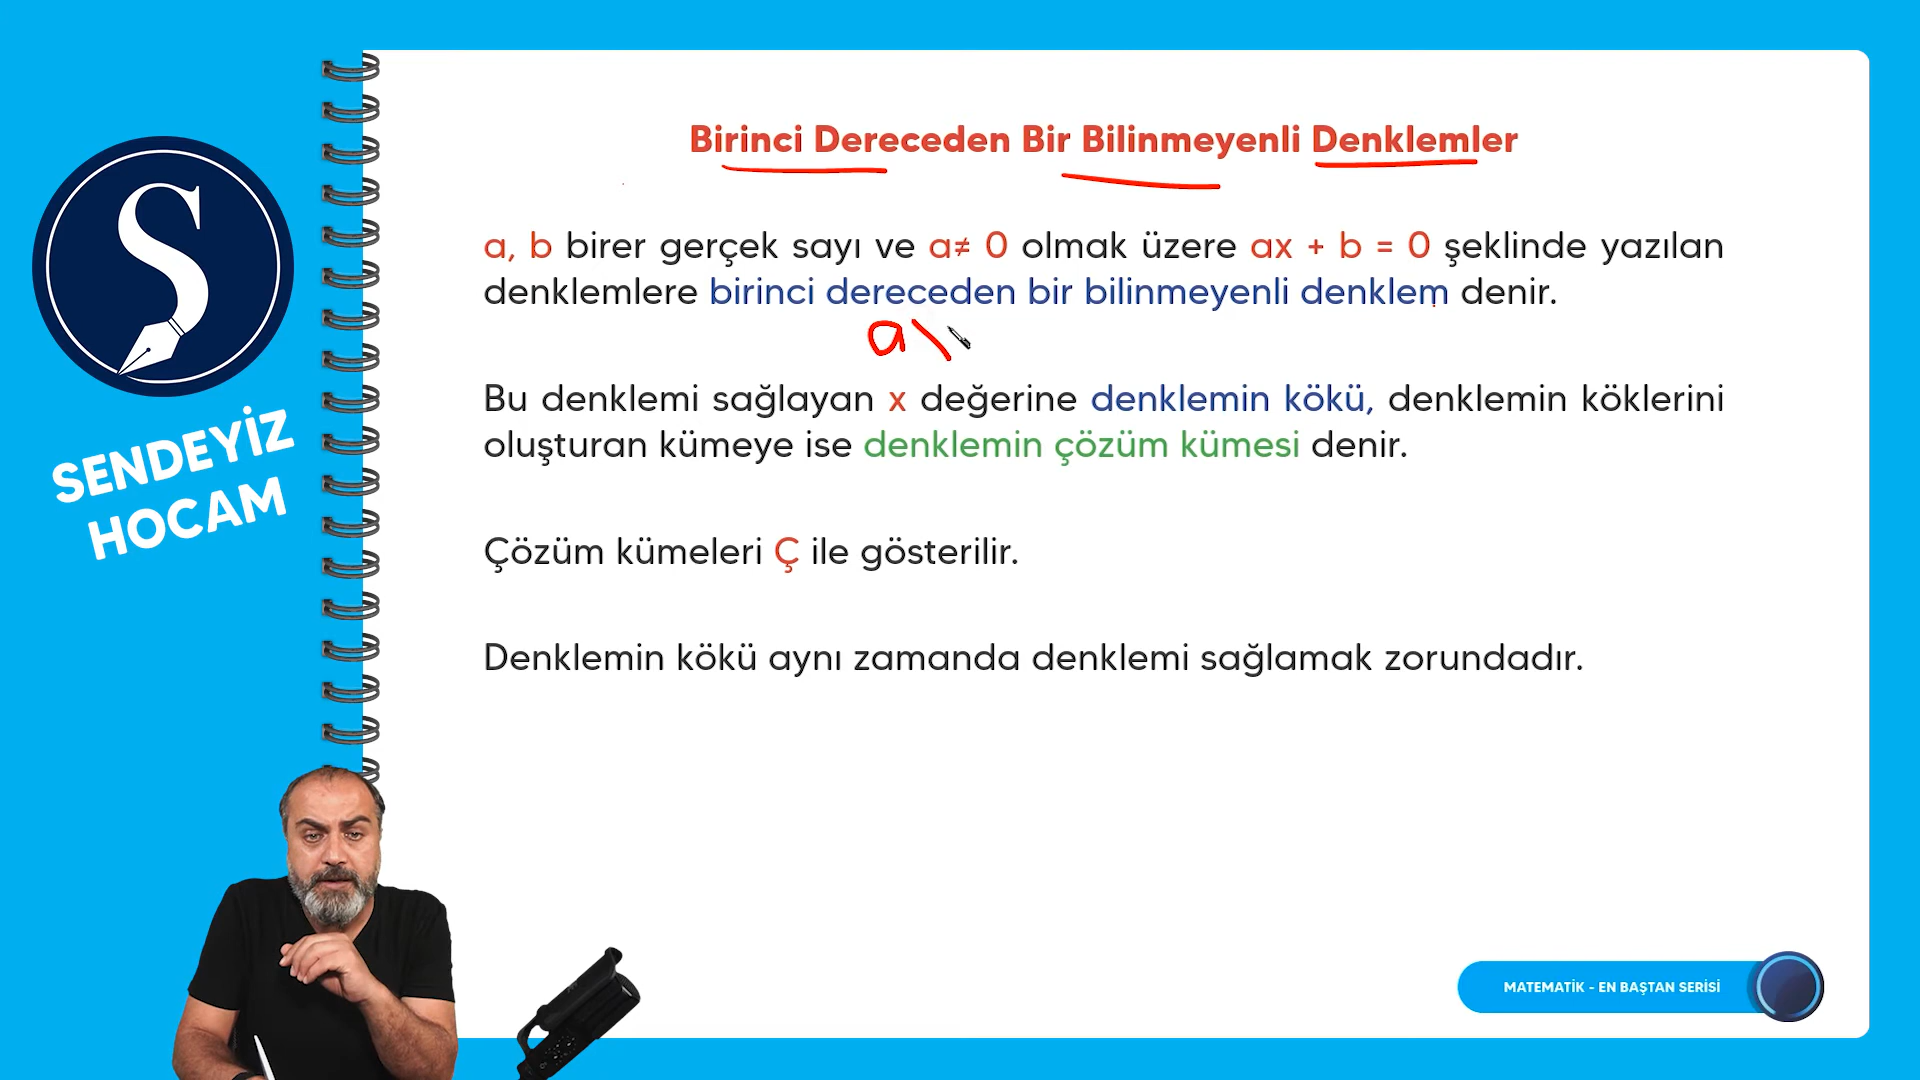 Birinci Dereceden Bir Bilinmeyenli Denklemler
a, b birer gerçek sayı ve a≠ 0 olmak üzere ax + b = 0 şeklinde yazılan
denklemlere birinci dereceden bir bilinmeyenli denklem denir.
a
Bu denklemi sağlayan x değerine denklemin kökü, denklemin köklerini
oluşturan kümeye ise denklemin çözüm kümesi denir.
Çözüm kümeleri Ç ile gösterilir.
Denklemin kökü aynı zamanda denklemi sağlamak zorundadır.
S
SENDEYİZ
HOCAM
MATEMATİK - EN BAŞTAN SERİSİ